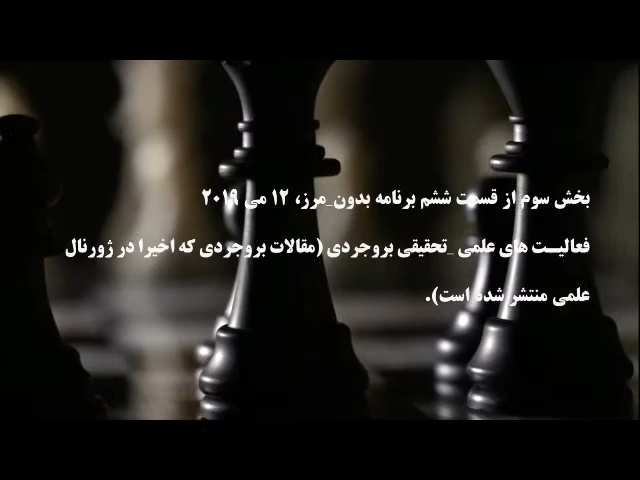 بخش سوم از قسمت ششم برنامه بدون_مرز، ۱۲ می ۲۰۱۹
فعالیت های علمی _تحقیقی بروجردی (مقالات بروجردی که اخیرا در ژورنال
علمی منتشر شده است).